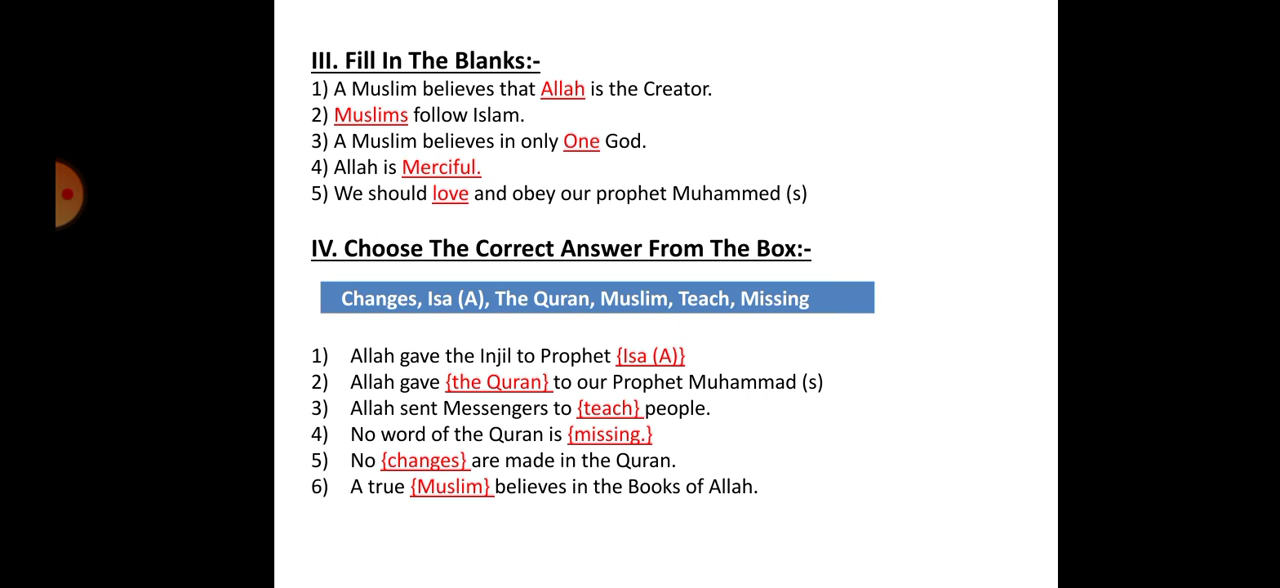 III. Fill In The Blanks:-
1) A Muslim believes that Allah is the Creator.
2) Muslims follow Islam.
3) A Muslim believes in only One God.
4) Allah is Merciful.
5) We should love and obey our prophet Muhammed (s)
IV. Choose The Correct Answer From The Box:-
Changes, Isa (A), The Quran, Muslim, Teach, Missing
1) Allah gave the Injil to Prophet {Isa (A)}
2) Allah gave {the Quran} to our Prophet Muhammad (s)
3) Allah sent Messengers to {teach} people.
4) No word of the Quran is {missing.}
5) No {changes} are made in the Quran.
6) A true {Muslim} believes in the Books of Allah.